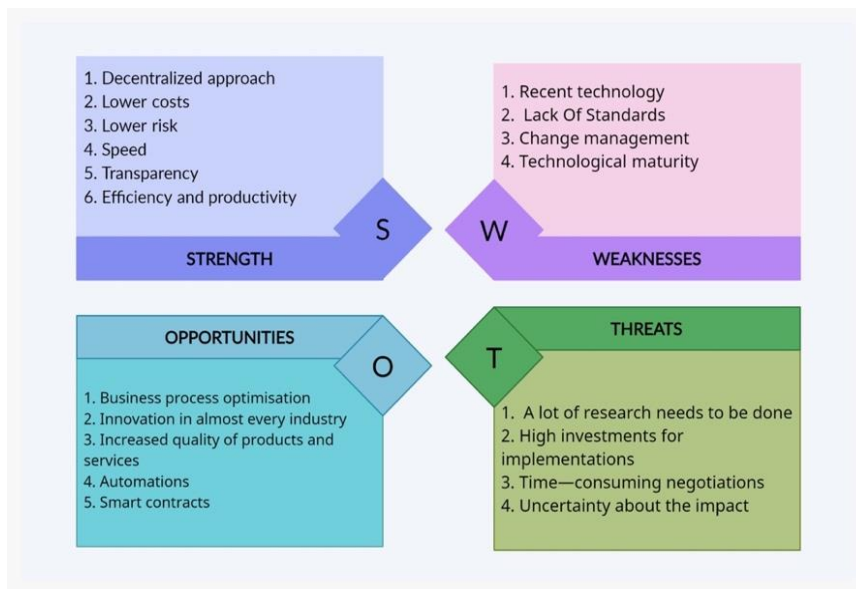 1. Decentralized approach
2. Lower costs
3. Lower risk
4. Speed
5. Transparency
6. Efficiency and productivity
S
STRENGTH
1. Recent technology
2. Lack Of Standards
3. Change management
4. Technological maturity
W
WEAKNESSES
OPPORTUNITIES
O
1. Business process optimisation
2. Innovation in almost every industry
3. Increased quality of products and
services
4. Automations
5. Smart contracts
THREATS
T
1. A lot of research needs to be done
2. High investments for
implementations
3. Time—consuming negotiations
4. Uncertainty about the impact